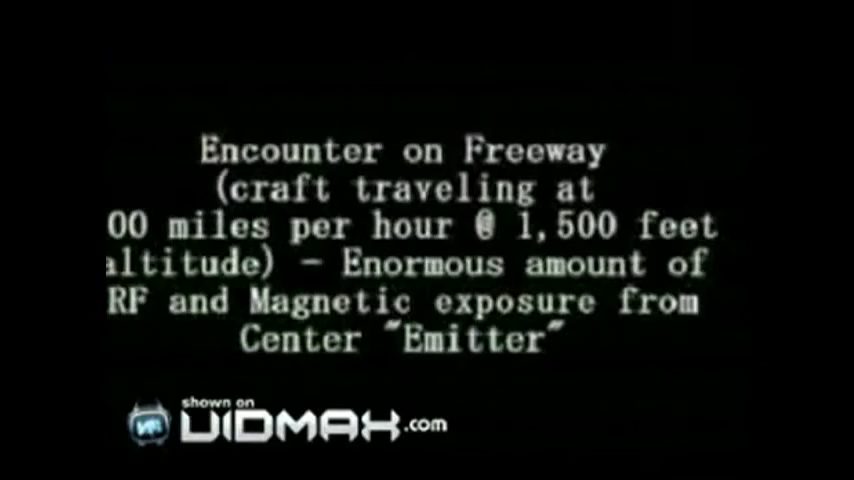 Encounter on Freeway
(craft traveling at
00 miles per hour @ 1,500 feet
altitude) - Enormous amount of
RF and Magnetic exposure from
Center "Emitter"
shown on
VIDMAX.com